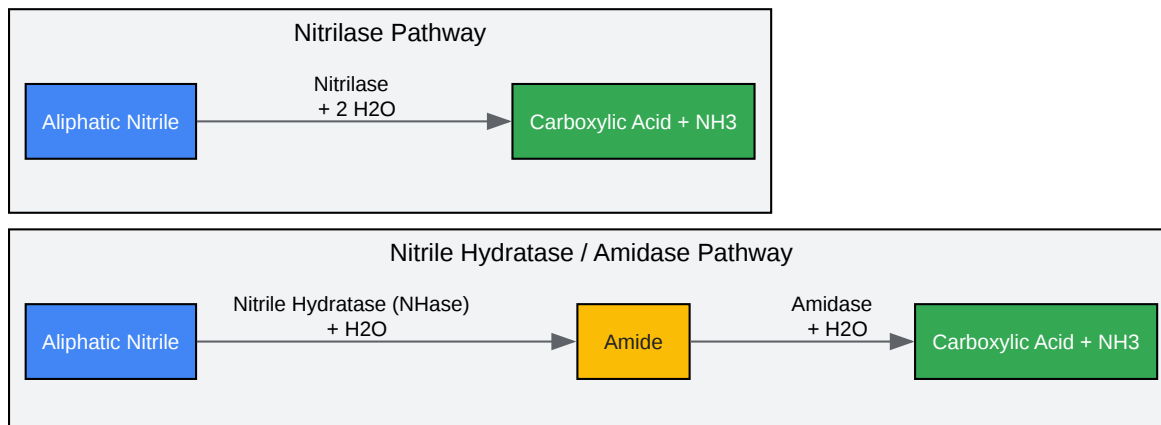 Nitrilase Pathway
Nitrilase
+ 2 H2O
Aliphatic Nitrile
Carboxylic Acid + NH3
Nitrile Hydratase / Amidase Pathway
Nitrile Hydratase (NHase)
+ H2O
Amidase
+ H2O
Aliphatic Nitrile
Amide
Carboxylic Acid + NH3